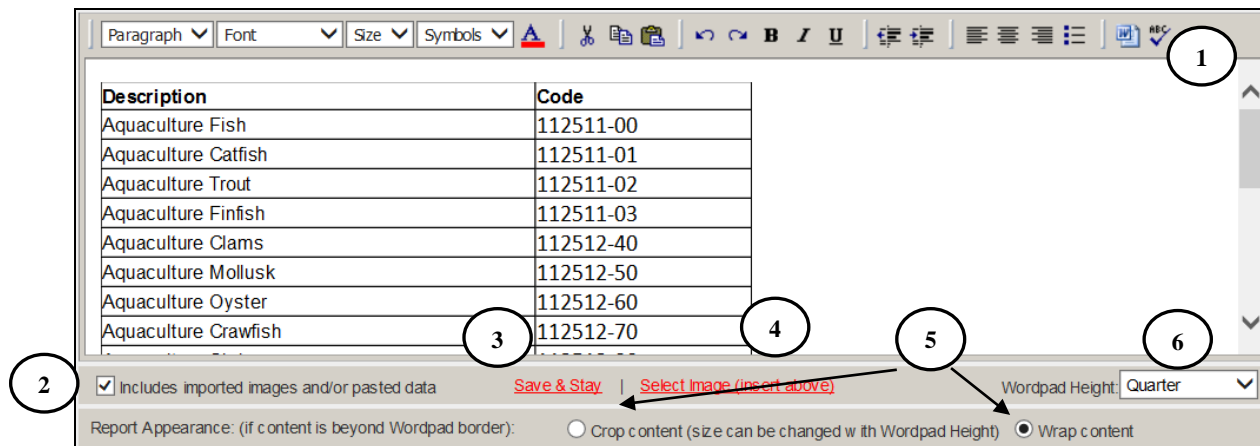 Paragraph Font Size Symbols A B I U W ABC
1
Description Code
Aquaculture Fish 112511-00
Aquaculture Catfish 112511-01
Aquaculture Trout 112511-02
Aquaculture Finfish 112511-03
Aquaculture Clams 112512-40
Aquaculture Mollusk 112512-50
Aquaculture Oyster 112512-60
Aquaculture Crawfish 112512-70
3 4 5 6
2
Includes imported images and/or pasted data Save & Stay | Select Image (insert above) Wordpad Height: Quarter
Report Appearance: (if content is beyond Wordpad border): Crop content (size can be changed with Wordpad Height) Wrap content